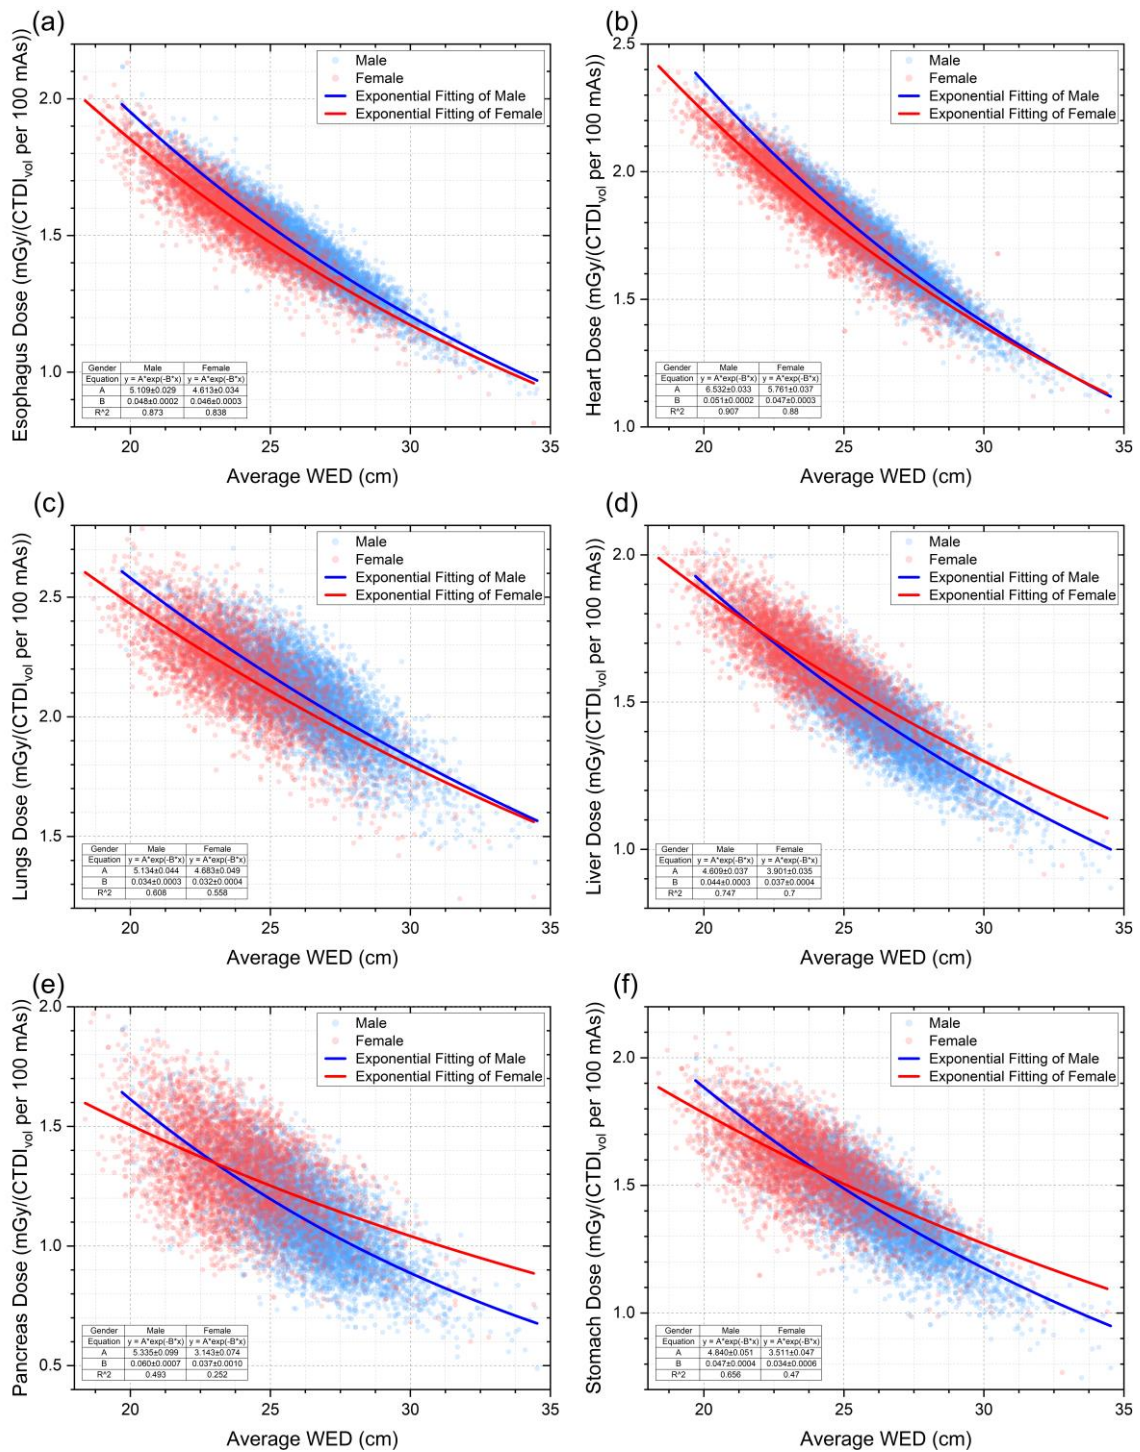 (a)
Esophagus Dose (mGy/(CTDIvol per 100 mAs))
2.0
1.5
1.0
Male
Female
Exponential Fitting of Male
Exponential Fitting of Female
Gender Male Female
Equation y = A*exp(-B*x) y = A*exp(-B*x)
A 5.109±0.029 4.613±0.034
B 0.048±0.0002 0.046±0.0003
R^2 0.873 0.838
20 25 30 35
Average WED (cm)
(b)
Heart Dose (mGy/(CTDIvol per 100 mAs))
2.5
2.0
1.5
1.0
Male
Female
Exponential Fitting of Male
Exponential Fitting of Female
Gender Male Female
Equation y = A*exp(-B*x) y = A*exp(-B*x)
A 6.532±0.033 5.761±0.037
B 0.051±0.0002 0.047±0.0003
R^2 0.907 0.88
20 25 30 35
Average WED (cm)
(c)
Lungs Dose (mGy/(CTDIvol per 100 mAs))
2.5
2.0
1.5
Male
Female
Exponential Fitting of Male
Exponential Fitting of Female
Gender Male Female
Equation y = A*exp(-B*x) y = A*exp(-B*x)
A 5.134±0.044 4.683±0.049
B 0.034±0.0003 0.032±0.0004
R^2 0.608 0.558
20 25 30 35
Average WED (cm)
(d)
Liver Dose (mGy/(CTDIvol per 100 mAs))
2.0
1.5
1.0
Male
Female
Exponential Fitting of Male
Exponential Fitting of Female
Gender Male Female
Equation y = A*exp(-B*x) y = A*exp(-B*x)
A 4.609±0.037 3.901±0.035
B 0.044±0.0003 0.037±0.0004
R^2 0.747 0.7
20 25 30 35
Average WED (cm)
(e)
Pancreas Dose (mGy/(CTDIvol per 100 mAs))
2.0
1.5
1.0
0.5
Male
Female
Exponential Fitting of Male
Exponential Fitting of Female
Gender Male Female
Equation y = A*exp(-B*x) y = A*exp(-B*x)
A 5.335±0.099 3.143±0.074
B 0.060±0.0007 0.037±0.0010
R^2 0.493 0.252
20 25 30 35
Average WED (cm)
(f)
Stomach Dose (mGy/(CTDIvol per 100 mAs))
2.0
1.5
1.0
Male
Female
Exponential Fitting of Male
Exponential Fitting of Female
Gender Male Female
Equation y = A*exp(-B*x) y = A*exp(-B*x)
A 4.840±0.051 3.511±0.047
B 0.047±0.0004 0.034±0.0006
R^2 0.656 0.47
20 25 30 35
Average WED (cm)